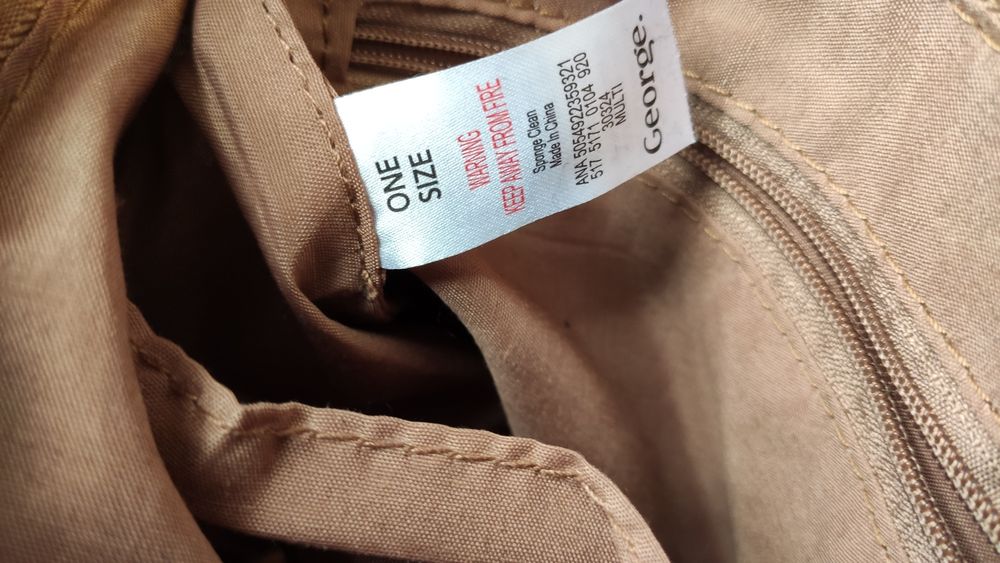 George.
ONE
SIZE
WARNING
KEEP AWAY FROM FIRE
Sponge Clean
Made in China
ANA 5054922359321
517 5771 0104 920
30324
MULTI